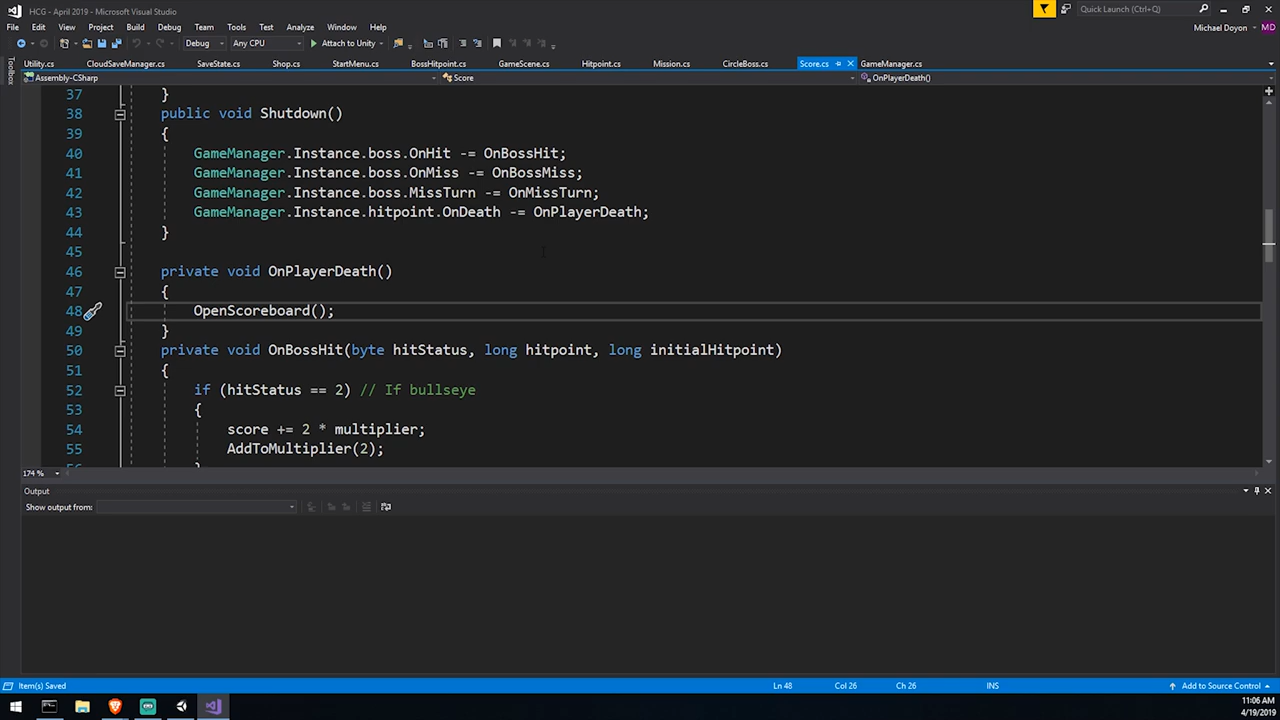 HCG - April 2019 - Microsoft Visual Studio
Quick Launch (Ctrl+Q)
File Edit View Project Build Debug Team Tools Test Analyze Window Help
Michael Doyon MD
Debug Any CPU Attach to Unity
Toolbox
Utility.cs CloudSaveManager.cs SaveState.cs Shop.cs StartMenu.cs BossHitpoint.cs GameScene.cs Hitpoint.cs Mission.cs CircleBoss.cs Score.cs GameManager.cs
Assembly-CSharp Score OnPlayerDeath()
37 }
38 public void Shutdown()
39 {
40 GameManager.Instance.boss.OnHit -= OnBossHit;
41 GameManager.Instance.boss.OnMiss -= OnBossMiss;
42 GameManager.Instance.boss.MissTurn -= OnMissTurn;
43 GameManager.Instance.hitpoint.OnDeath -= OnPlayerDeath;
44 }
45
46 private void OnPlayerDeath()
47 {
48 OpenScoreboard();
49 }
50 private void OnBossHit(byte hitStatus, long hitpoint, long initialHitpoint)
51 {
52 if (hitStatus == 2) // If bullseye
53 {
54 score += 2 * multiplier;
55 AddToMultiplier(2);
56 }
174 %
Output
Show output from:
Item(s) Saved Ln 48 Col 26 Ch 26 INS Add to Source Control
11:06 AM
4/19/2019